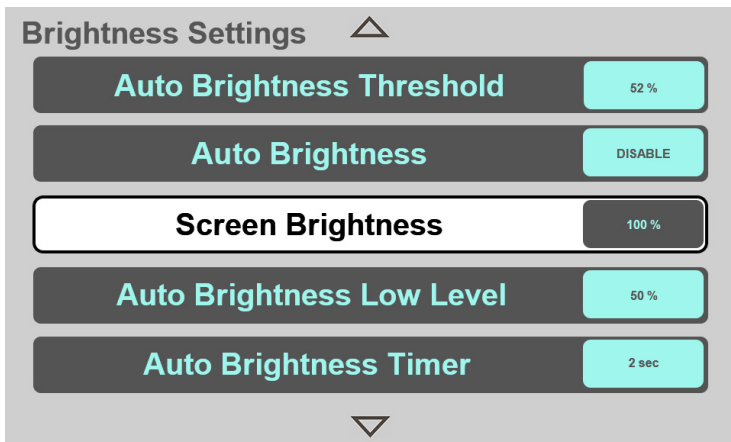 Brightness Settings
Auto Brightness Threshold 52 %
Auto Brightness DISABLE
Screen Brightness 100 %
Auto Brightness Low Level 50 %
Auto Brightness Timer 2 sec